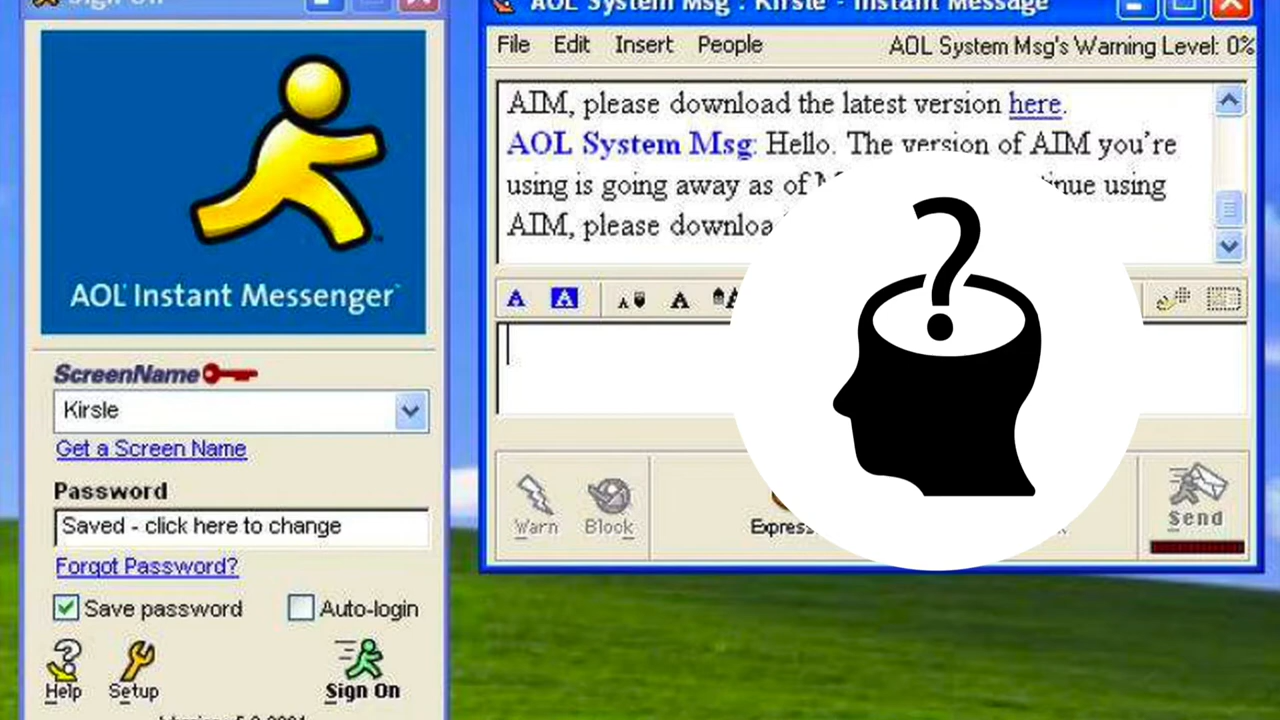 Sign On
AOL Instant Messenger
ScreenName
Kirsle
Get a Screen Name
Password
Saved - click here to change
Forgot Password?
Save password
Auto-login
Help
Setup
Sign On
AOL System Msg : Kirsle - Instant Message
File Edit Insert People
AOL System Msg's Warning Level: 0%
AIM, please download the latest version here.
AOL System Msg: Hello. The version of AIM you're
using is going away as of
using
AIM, please
Warn
Block
Send